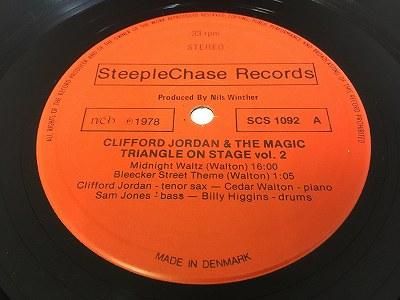 33 rpm
STEREO
SteepleChase Records
Produced By Nils Winther
ncb ℗1978
SCS 1092 A
CLIFFORD JORDAN & THE MAGIC
TRIANGLE ON STAGE vol. 2
Midnight Waltz (Walton) 16:00
Bleecker Street Theme (Walton) 1:05
Clifford Jordan - tenor sax — Cedar Walton - piano
Sam Jones - bass — Billy Higgins - drums
MADE IN DENMARK